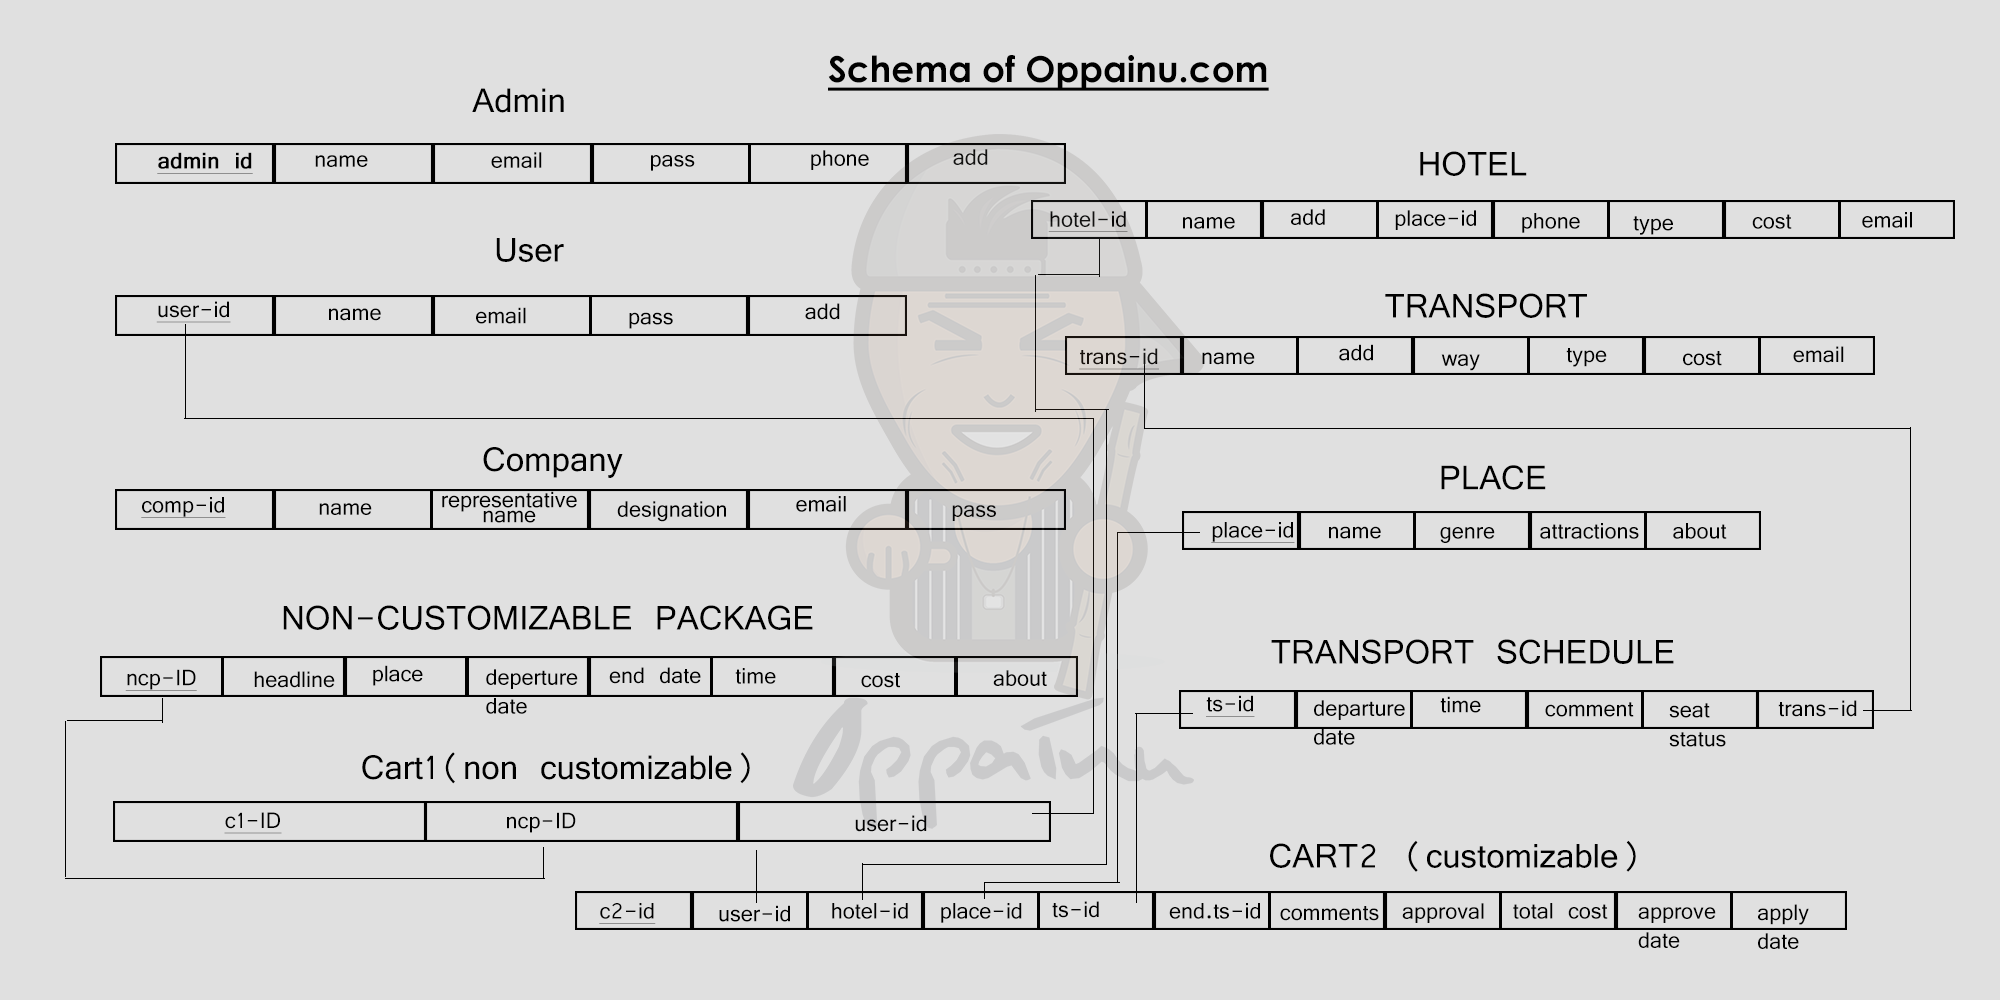 Schema of Oppainu.com
Admin
admin id name email pass phone add
HOTEL
hotel-id name add place-id phone type cost email
User
user-id name email pass add
TRANSPORT
trans-id name add way type cost email
Company
comp-id name representative name designation email pass
PLACE
place-id name genre attractions about
NON-CUSTOMIZABLE PACKAGE
ncp-ID headline place deperture date end date time cost about
TRANSPORT SCHEDULE
ts-id departure date time comment seat status trans-id
Oppainu
Cart1(non customizable)
c1-ID ncp-ID user-id
CART2 (customizable)
c2-id user-id hotel-id place-id ts-id end.ts-id comments approval total cost approve date apply date